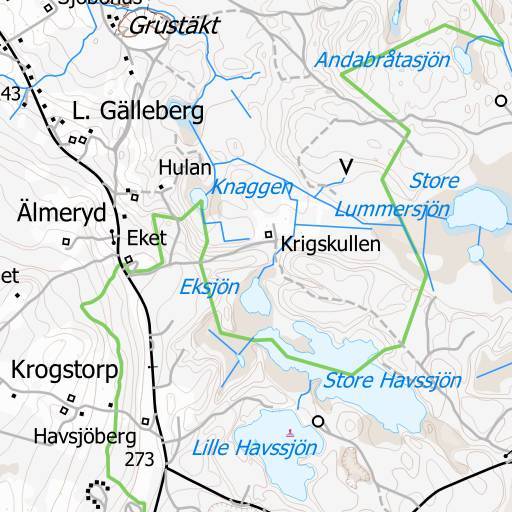 Sjöbohus
Grustäkt
Andabråtasjön
43
L. Gälleberg
V
Hulan
Knaggen
Store
Lummersjön
Älmeryd
Eket
Krigskullen
et
Eksjön
Krogstorp
Store Havssjön
Havsjöberg
Lille Havssjön
273